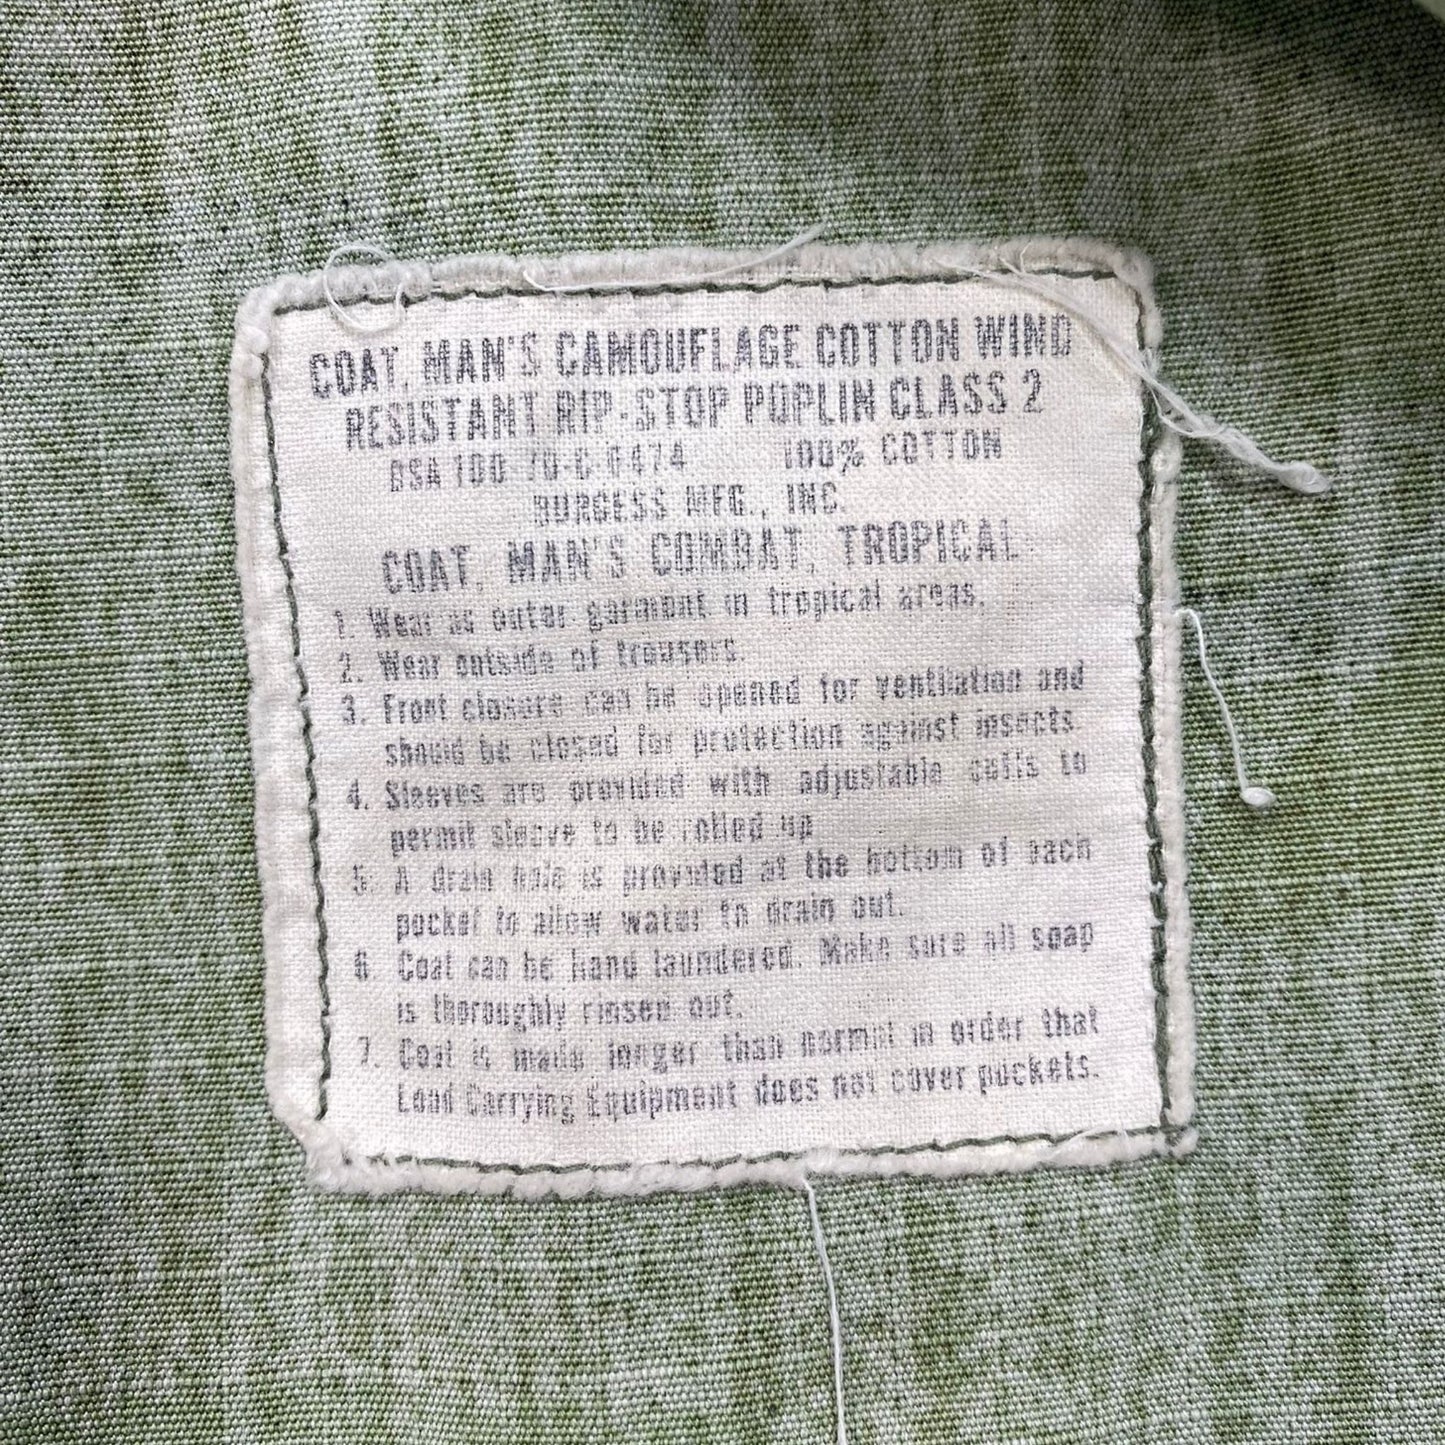 COAT, MAN'S CAMOUFLAGE COTTON WIND
RESISTANT RIP-STOP POPLIN CLASS 2
DSA 100-70-C-0474 100% COTTON
BURGESS MFG., INC.
COAT, MAN'S COMBAT, TROPICAL
1. Wear as outer garment in tropical areas.
2. Wear outside of trousers.
3. Front closure can be opened for ventilation and
should be closed for protection against insects.
4. Sleeves are provided with adjustable cuffs to
permit sleeve to be rolled up
5. A drain hole is provided at the bottom of each
pocket to allow water to drain out.
6. Coat can be hand laundered. Make sure all soap
is thoroughly rinsed out.
7. Coat is made longer than normal in order that
Load Carrying Equipment does not cover pockets.